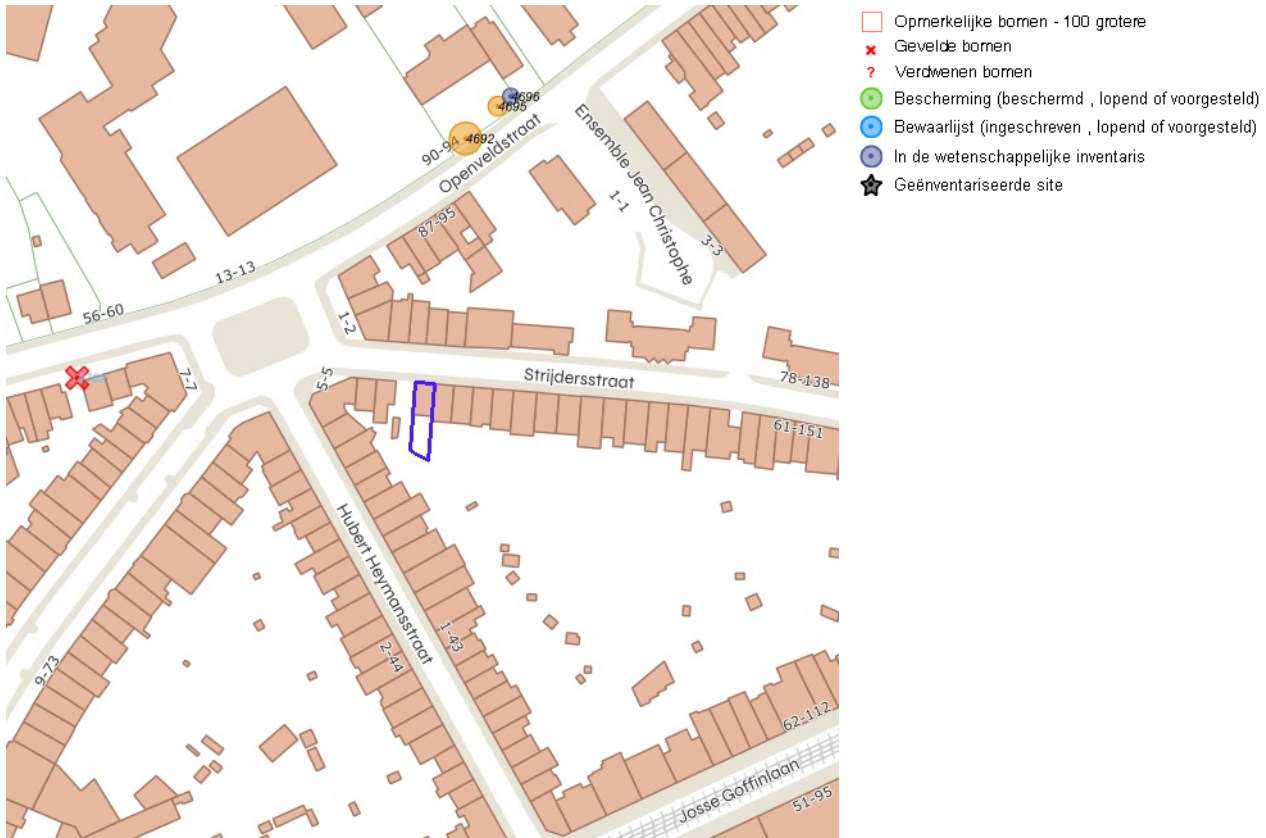 Opmerkelijke bomen - 100 grotere
Gevelde bomen
? Verdwenen bomen
Bescherming (beschermd , lopend of voorgesteld)
Bewaarlijst (ingeschreven , lopend of voorgesteld)
In de wetenschappelijke inventaris
Geënventariseerde site
4696
4695
4692
90-94
Openveldstraat
Ensemble Jean Christophe
1-1
3-3
87-95
13-13
56-60
1-2
7-7
5-5
Strijdersstraat
78-138
61-151
Hubert Heymansstraat
1-43
2-44
9-73
62-112
Josse Goffinlaan
51-95